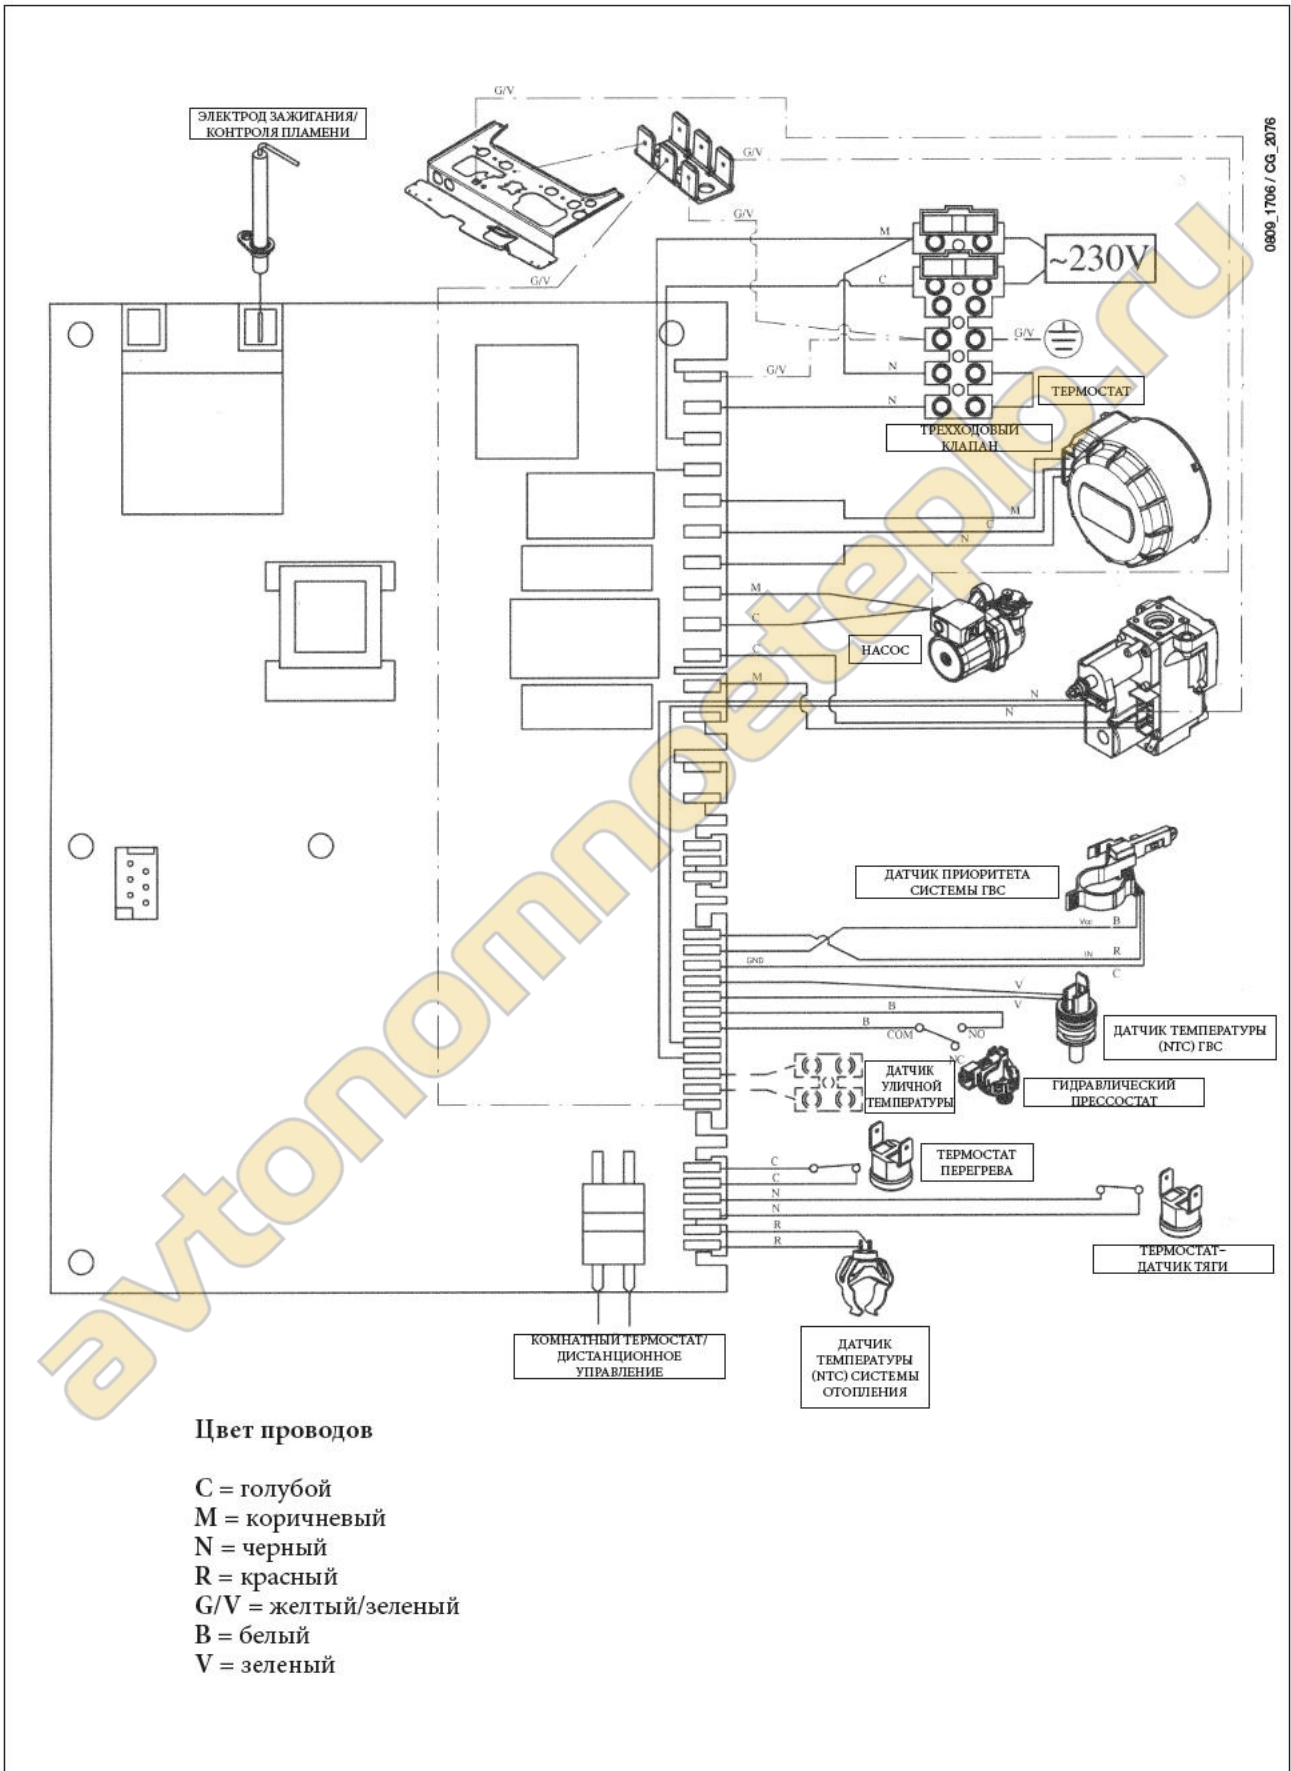 G/V
ЭЛЕКТРОД ЗАЖИГАНИЯ/
КОНТРОЛЯ ПЛАМЕНИ
0809_1706 / CG_2076
G/V
G/V
M
~230V
G/V
C
G/V
G/V
N
ТЕРМОСТАТ
N
ТРЕХХОДОВЫЙ
КЛАПАН
M
C
N
M
C
НАСОС
C
M
N
N
ДАТЧИК ПРИОРИТЕТА
СИСТЕМЫ ГВС
Vcc
B
IN
R
GND
C
V
V
B
B
COM
NO
NC
ДАТЧИК ТЕМПЕРАТУРЫ
(NTC) ГВС
ДАТЧИК
УЛИЧНОЙ
ТЕМПЕРАТУРЫ
ГИДРАВЛИЧЕСКИЙ
ПРЕССОСТАТ
C
C
ТЕРМОСТАТ
ПЕРЕГРЕВА
N
N
R
R
ТЕРМОСТАТ–
ДАТЧИК ТЯГИ
КОМНАТНЫЙ ТЕРМОСТАТ/
ДИСТАНЦИОННОЕ
УПРАВЛЕНИЕ
ДАТЧИК
ТЕМПЕРАТУРЫ
(NTC) СИСТЕМЫ
ОТОПЛЕНИЯ
avtonomnoeteplo.ru
Цвет проводов
C = голубой
M = коричневый
N = черный
R = красный
G/V = желтый/зеленый
B = белый
V = зеленый